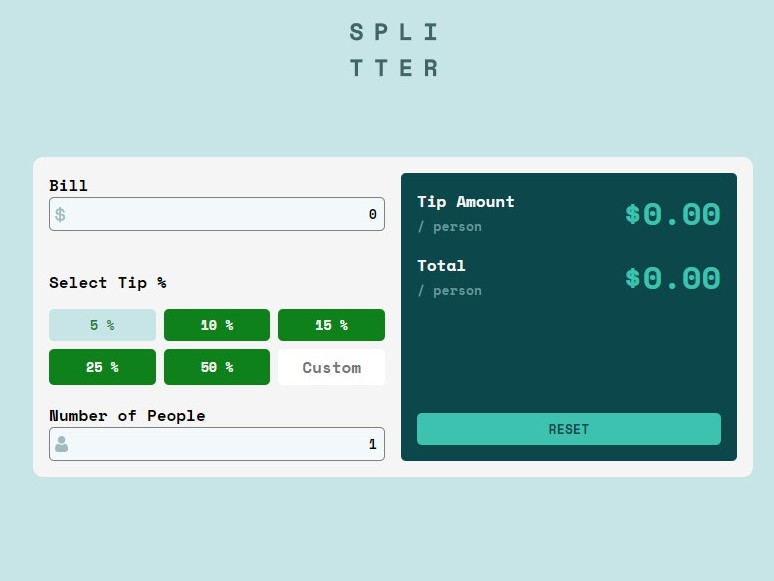 SPLI
TTER
Bill
$
0
Select Tip %
5 %
10 %
15 %
25 %
50 %
Custom
Number of People
1
Tip Amount
/ person
$0.00
Total
/ person
$0.00
RESET